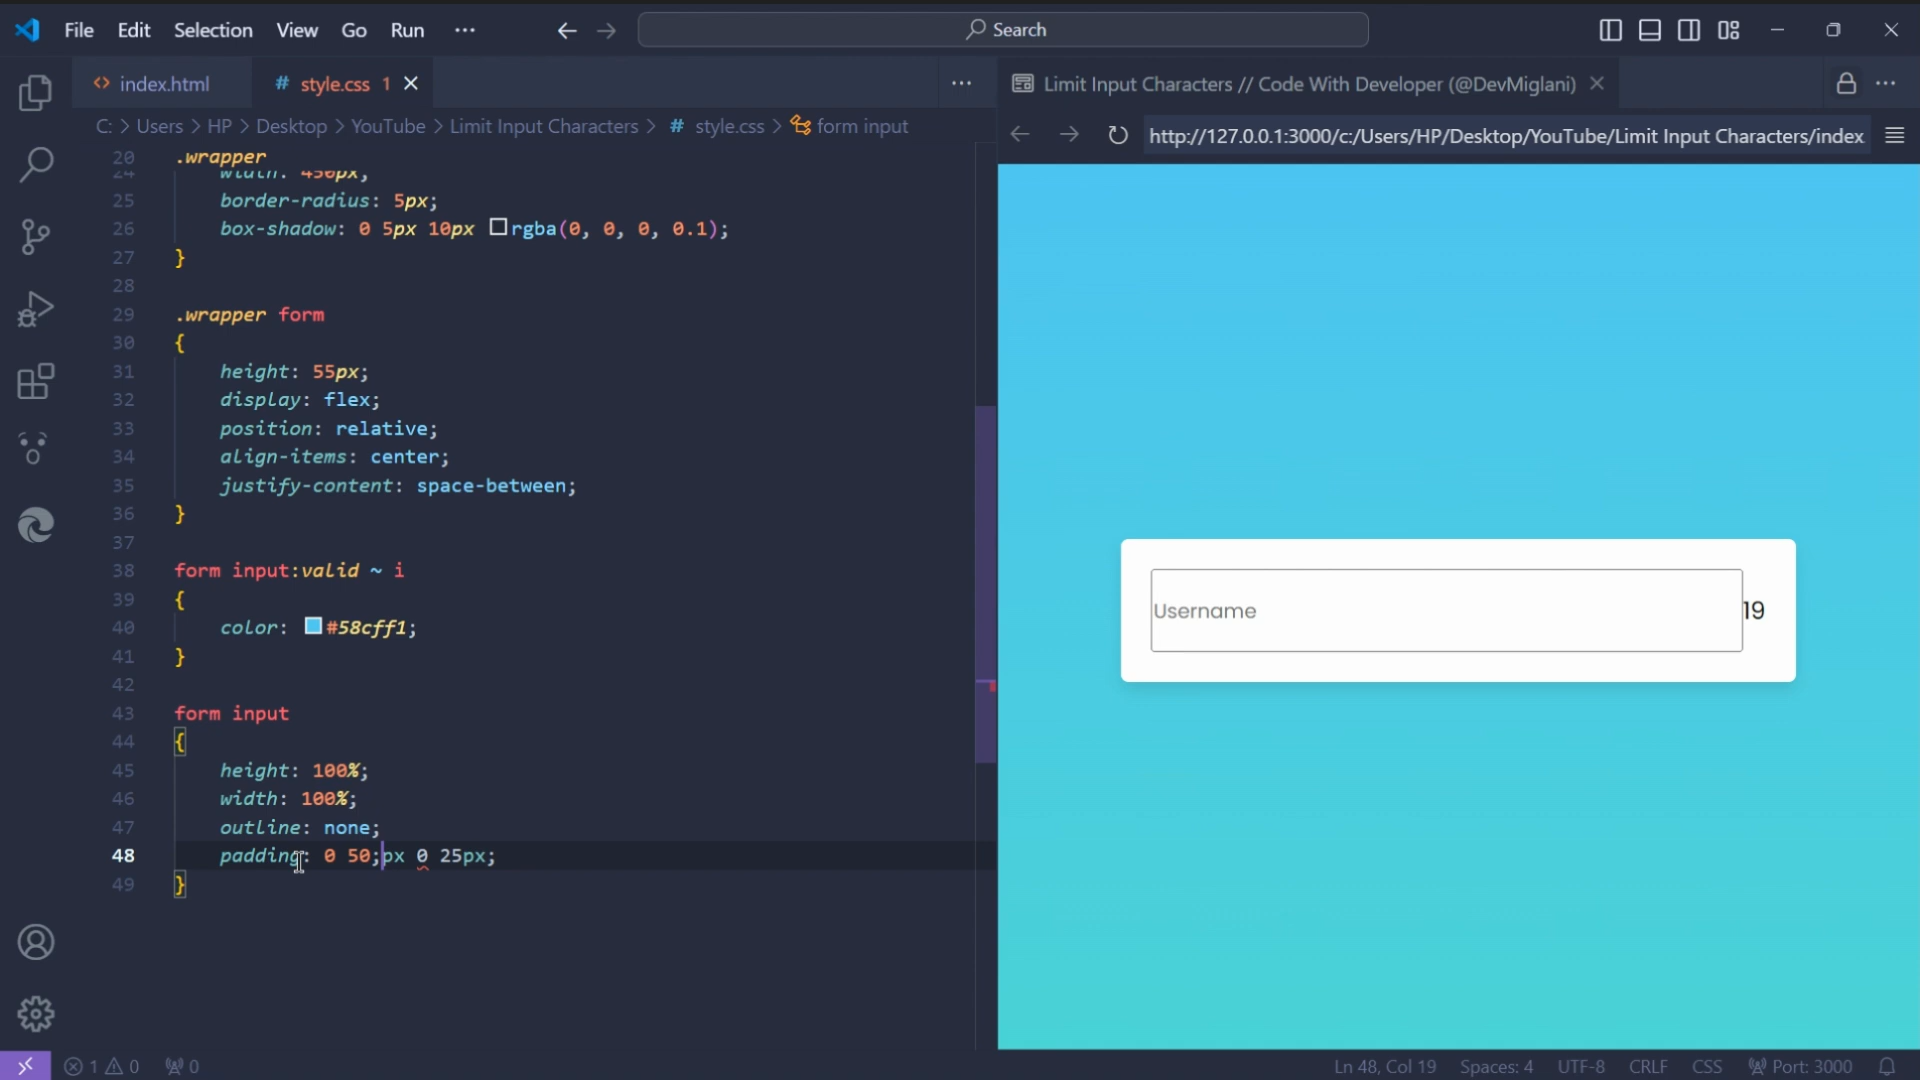 File Edit Selection View Go Run ··· Search
index.html # style.css 1
Limit Input Characters // Code With Developer (@DevMiglani)
C: > Users > HP > Desktop > YouTube > Limit Input Characters > # style.css > form input
http://127.0.0.1:3000/c:/Users/HP/Desktop/YouTube/Limit Input Characters/index
20 .wrapper
24 width: 450px;
25 border-radius: 5px;
26 box-shadow: 0 5px 10px rgba(0, 0, 0, 0.1);
27 }
28
29 .wrapper form
30 {
31 height: 55px;
32 display: flex;
33 position: relative;
34 align-items: center;
35 justify-content: space-between;
36 }
37
38 form input:valid ~ i
39 {
40 color: #58cff1;
41 }
42
43 form input
44 {
45 height: 100%;
46 width: 100%;
47 outline: none;
48 padding: 0 50;px 0 25px;
49 }
Username 19
1 0 0
Ln 48, Col 19 Spaces: 4 UTF-8 CRLF CSS Port: 3000